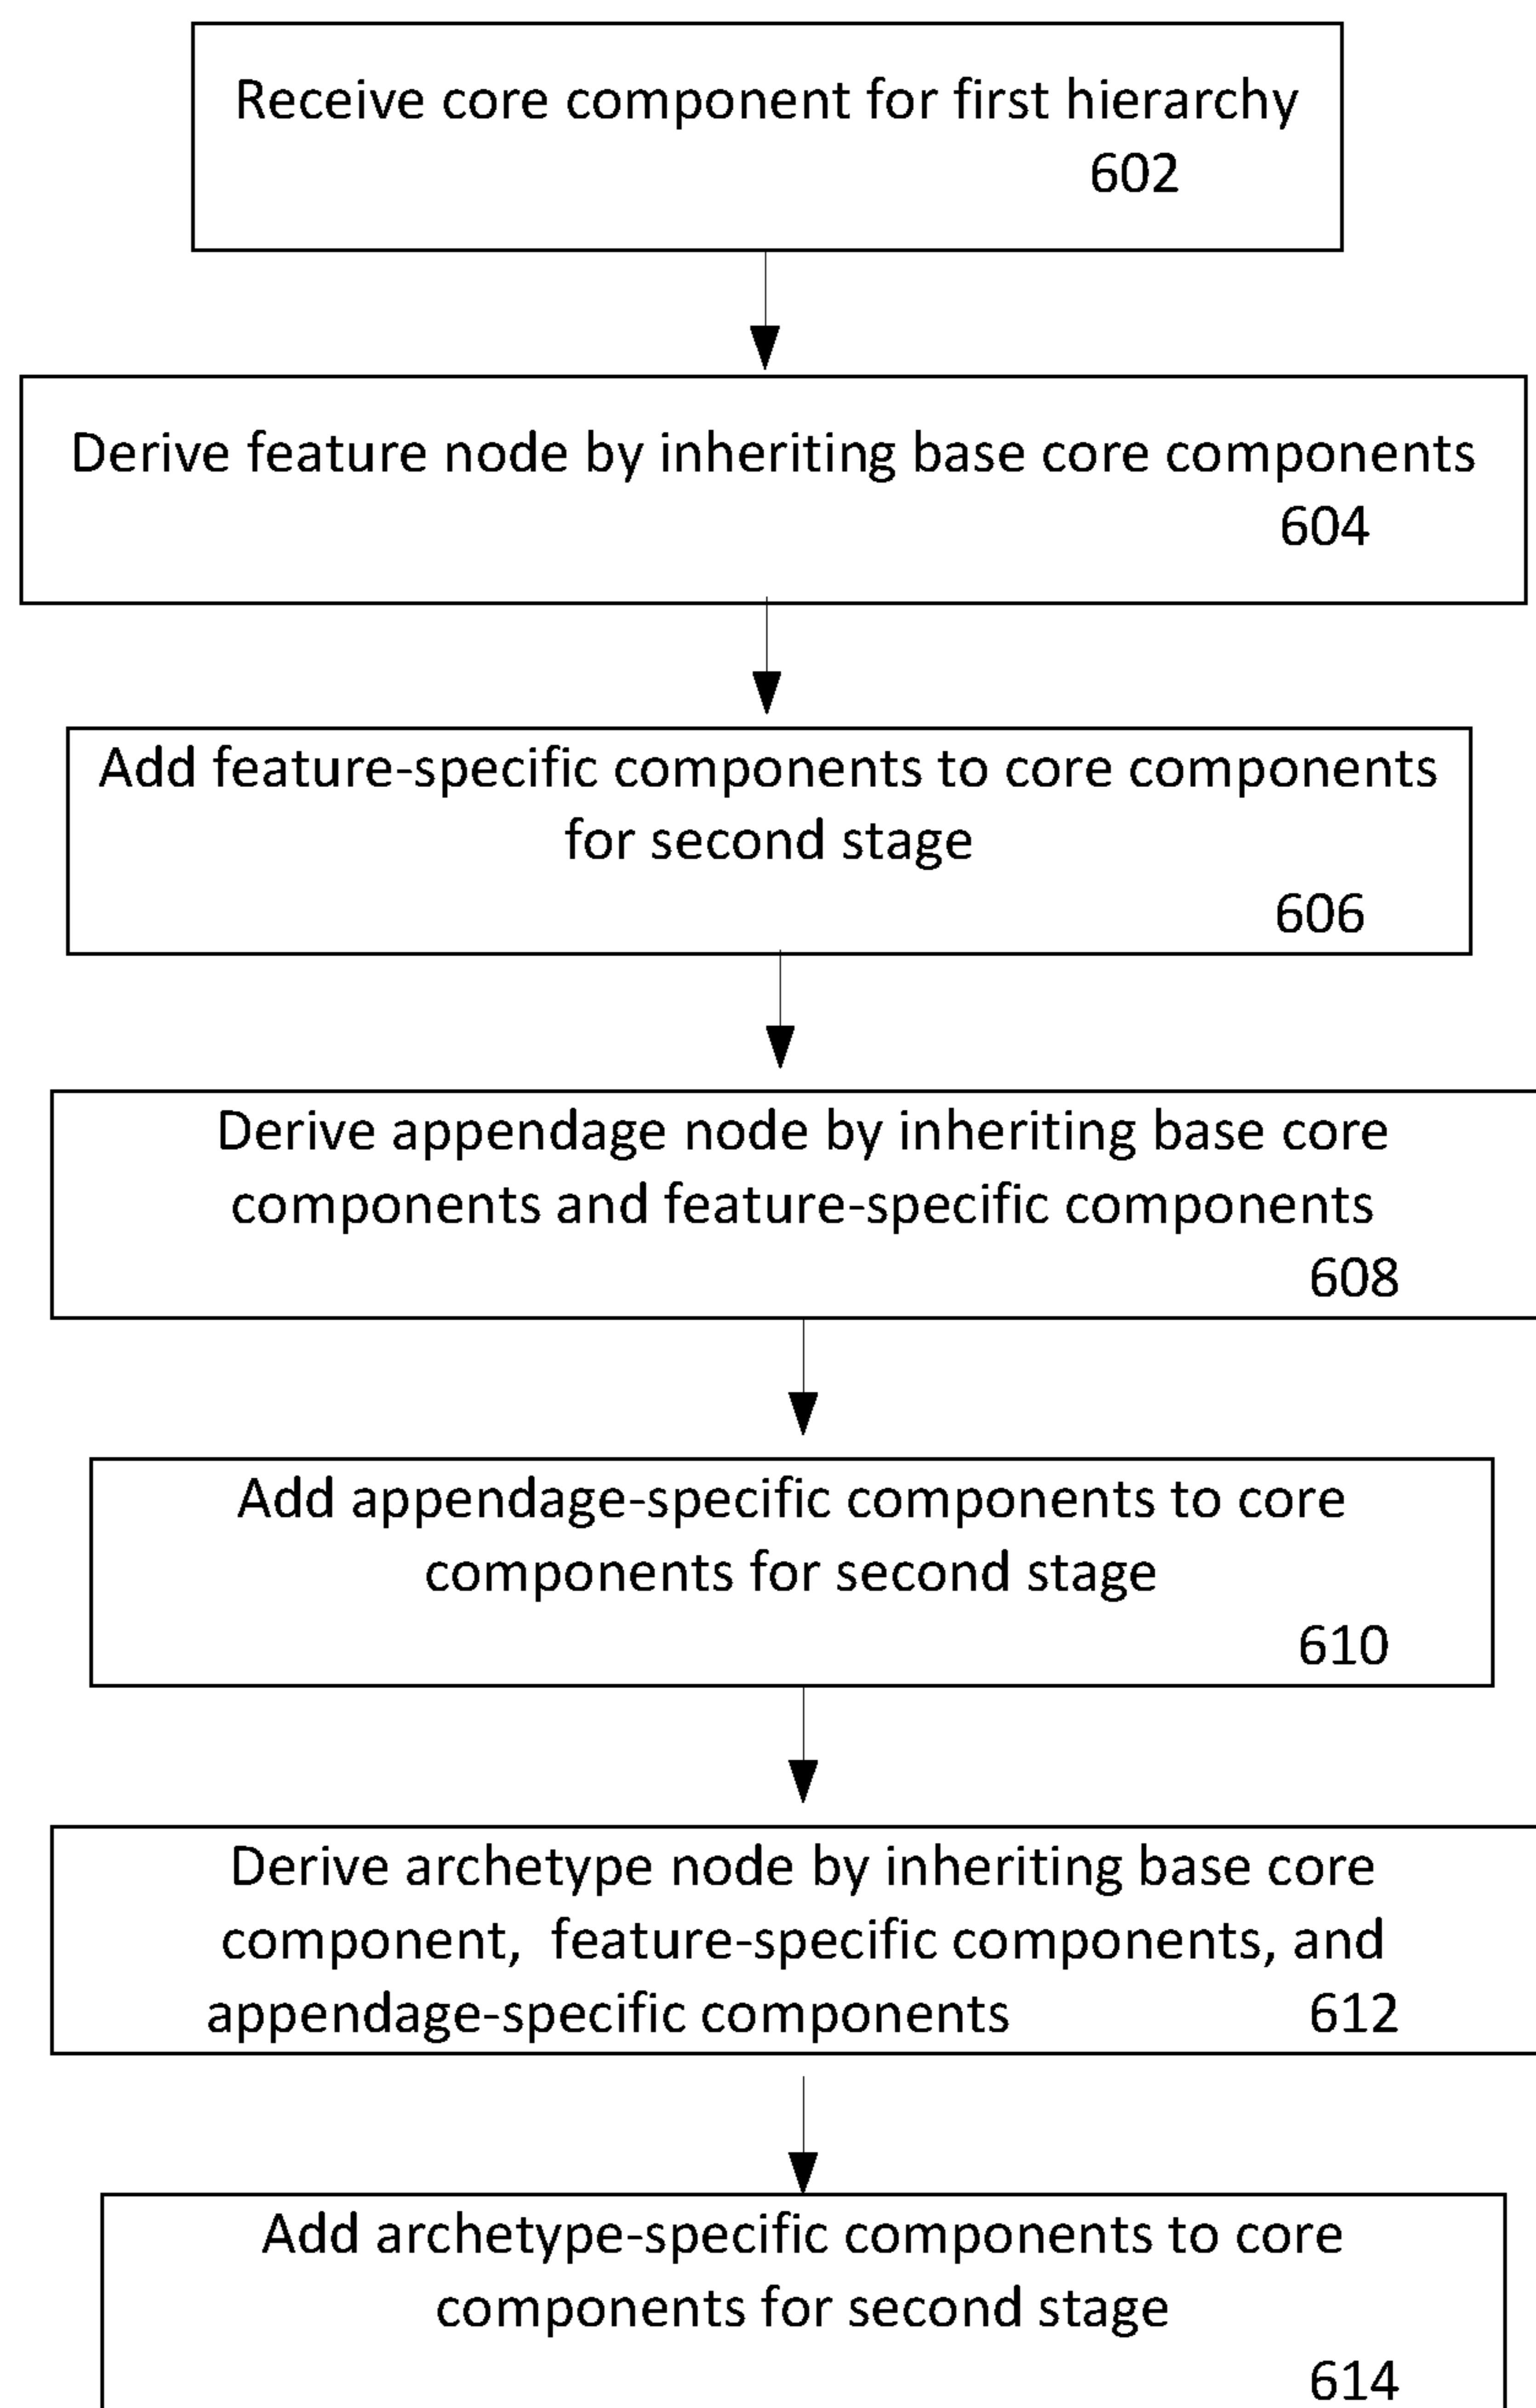 Receive core component for first hierarchy
602
Derive feature node by inheriting base core components
604
Add feature-specific components to core components
for second stage
606
Derive appendage node by inheriting base core
components and feature-specific components
608
Add appendage-specific components to core
components for second stage
610
Derive archetype node by inheriting base core
component,  feature-specific components, and
appendage-specific components 612
Add archetype-specific components to core
components for second stage
614